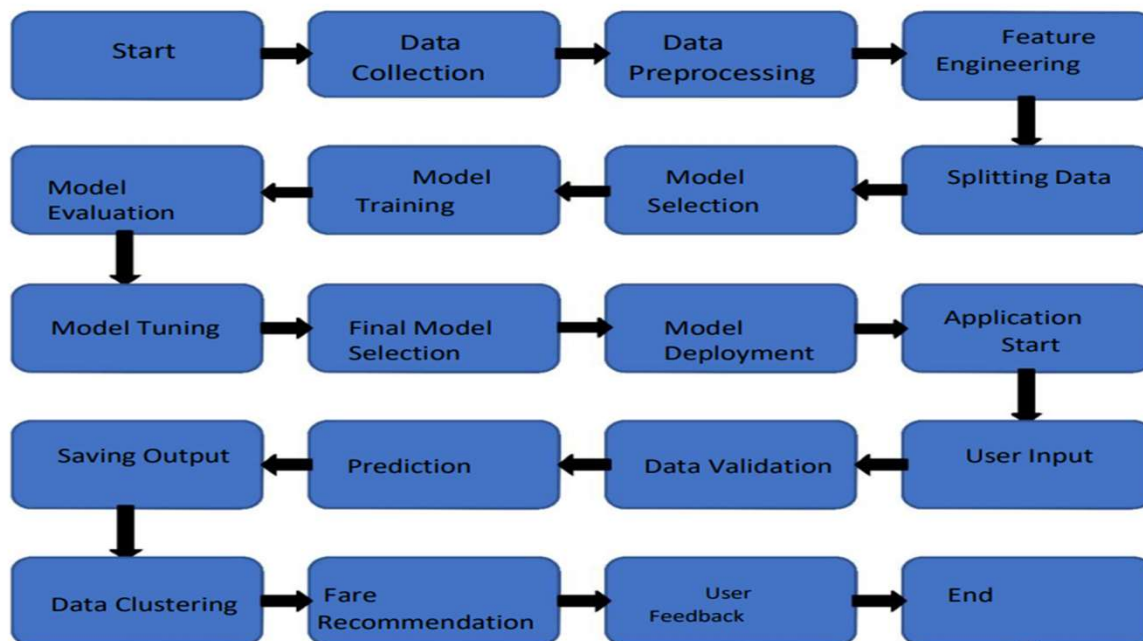 Start
Data
Collection
Data
Preprocessing
Feature
Engineering
Splitting Data
Model
Selection
Model
Training
Model
Evaluation
Model Tuning
Final Model
Selection
Model
Deployment
Application
Start
User Input
Data Validation
Prediction
Saving Output
Data Clustering
Fare
Recommendation
User
Feedback
End